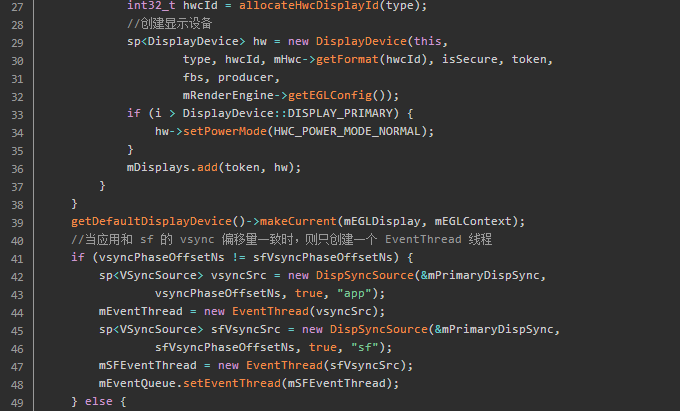 27 int32_t hwcId = allocateHwcDisplayId(type);
28 //创建显示设备
29 sp<DisplayDevice> hw = new DisplayDevice(this,
30 type, hwcId, mHwc->getFormat(hwcId), isSecure, token,
31 fbs, producer,
32 mRenderEngine->getEGLConfig());
33 if (i > DisplayDevice::DISPLAY_PRIMARY) {
34 hw->setPowerMode(HWC_POWER_MODE_NORMAL);
35 }
36 mDisplays.add(token, hw);
37 }
38 }
39 getDefaultDisplayDevice()->makeCurrent(mEGLDisplay, mEGLContext);
40 //当应用和 sf 的 vsync 偏移量一致时，则只创建一个 EventThread 线程
41 if (vsyncPhaseOffsetNs != sfVsyncPhaseOffsetNs) {
42 sp<VSyncSource> vsyncSrc = new DispSyncSource(&mPrimaryDispSync,
43 vsyncPhaseOffsetNs, true, "app");
44 mEventThread = new EventThread(vsyncSrc);
45 sp<VSyncSource> sfVsyncSrc = new DispSyncSource(&mPrimaryDispSync,
46 sfVsyncPhaseOffsetNs, true, "sf");
47 mSFEventThread = new EventThread(sfVsyncSrc);
48 mEventQueue.setEventThread(mSFEventThread);
49 } else {